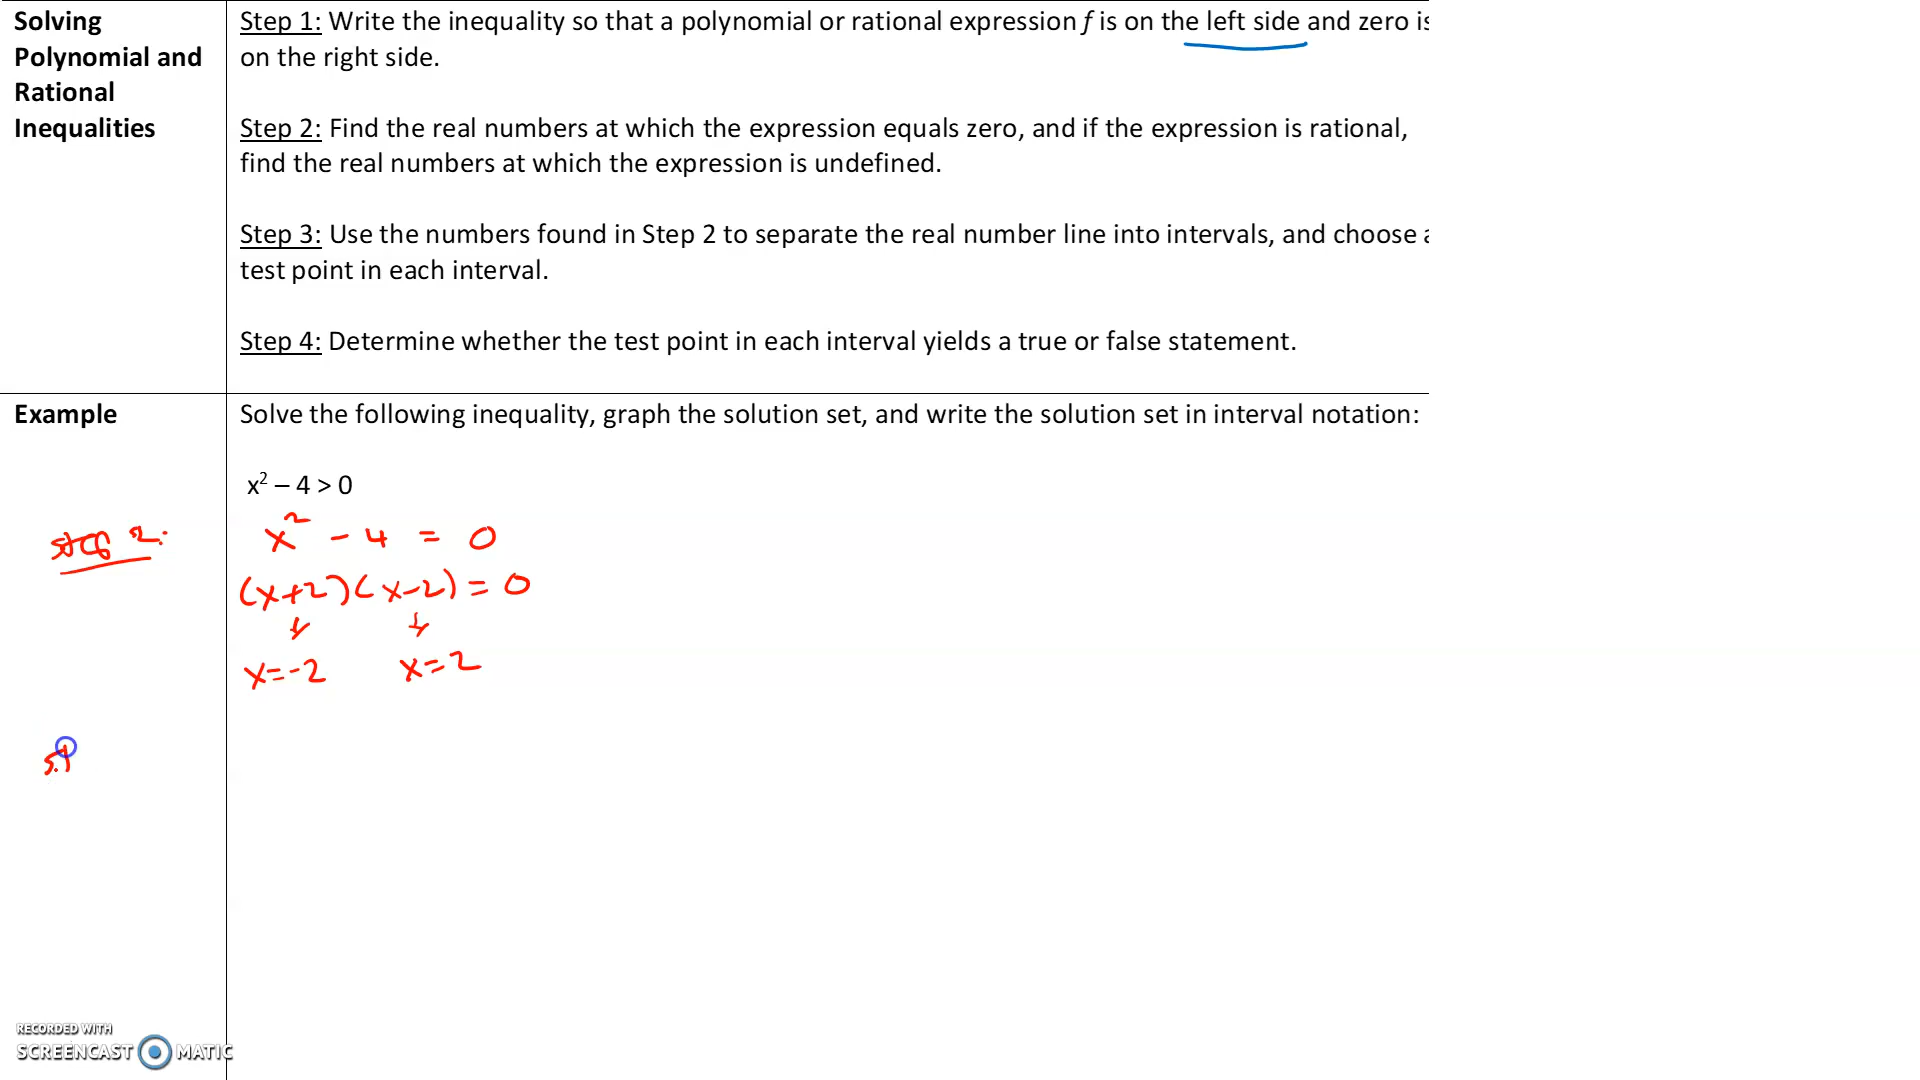 Solving
Polynomial and
Rational
Inequalities
Step 1: Write the inequality so that a polynomial or rational expression f is on the left side and zero is
on the right side.
Step 2: Find the real numbers at which the expression equals zero, and if the expression is rational,
find the real numbers at which the expression is undefined.
Step 3: Use the numbers found in Step 2 to separate the real number line into intervals, and choose a
test point in each interval.
Step 4: Determine whether the test point in each interval yields a true or false statement.
Example
Solve the following inequality, graph the solution set, and write the solution set in interval notation:
x² – 4 > 0
step 2:
x² - 4 = 0
(x+2)(x-2) = 0
x=-2 x=2
RECORDED WITH
SCREENCAST MATIC